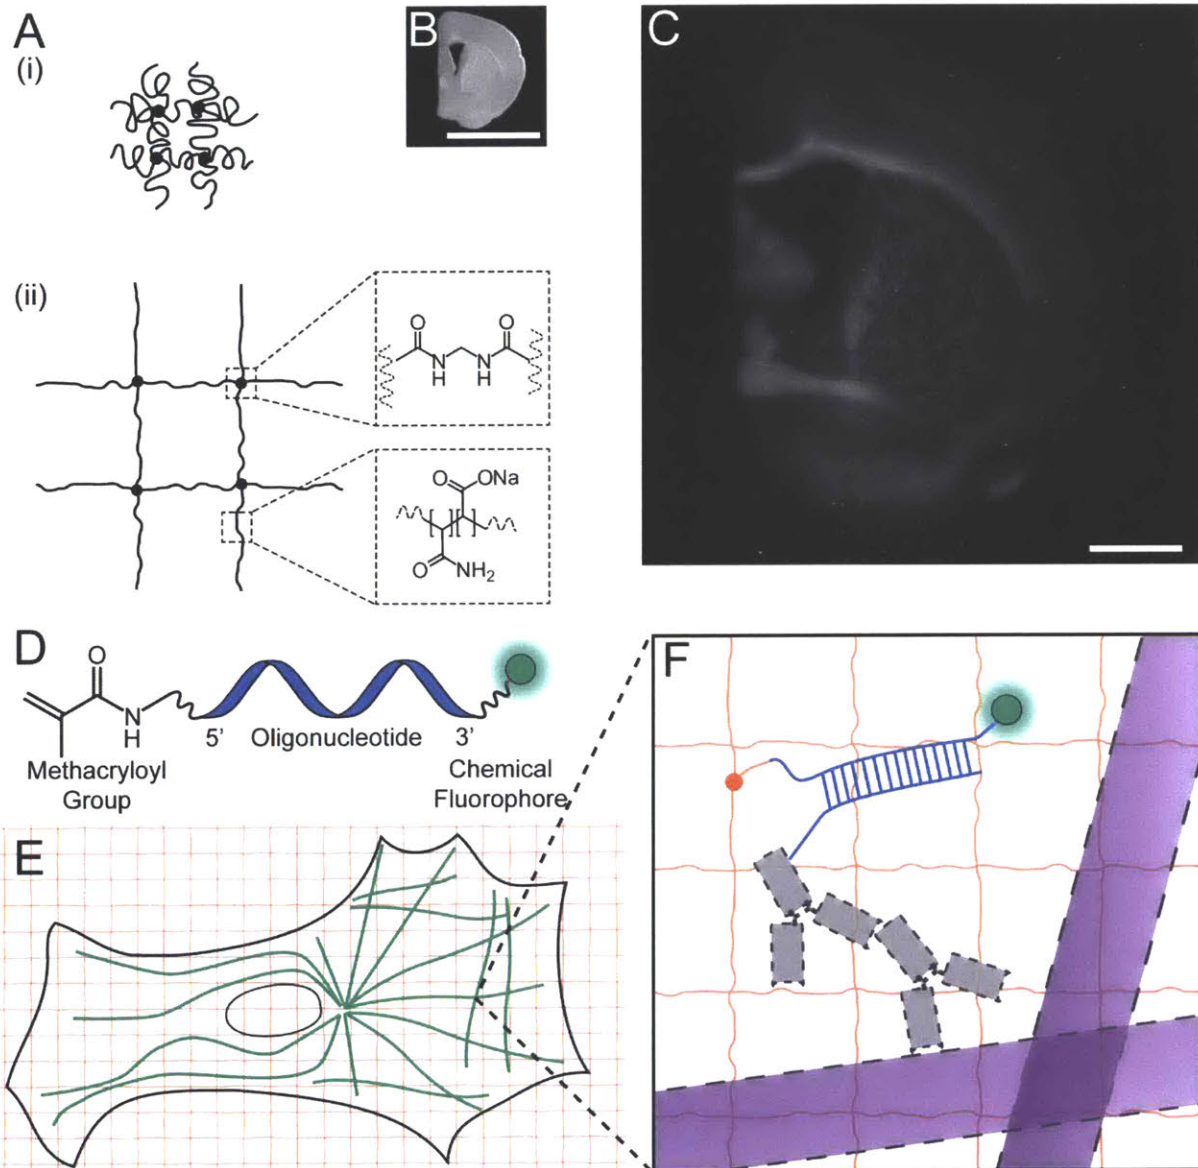 A
(i)
B
C
(ii)
O
O
N
H
N
H
O
ONa
O
NH₂
D
O
N
H
5'
Oligonucleotide
3'
Methacryloyl
Group
Chemical
Fluorophore
E
F